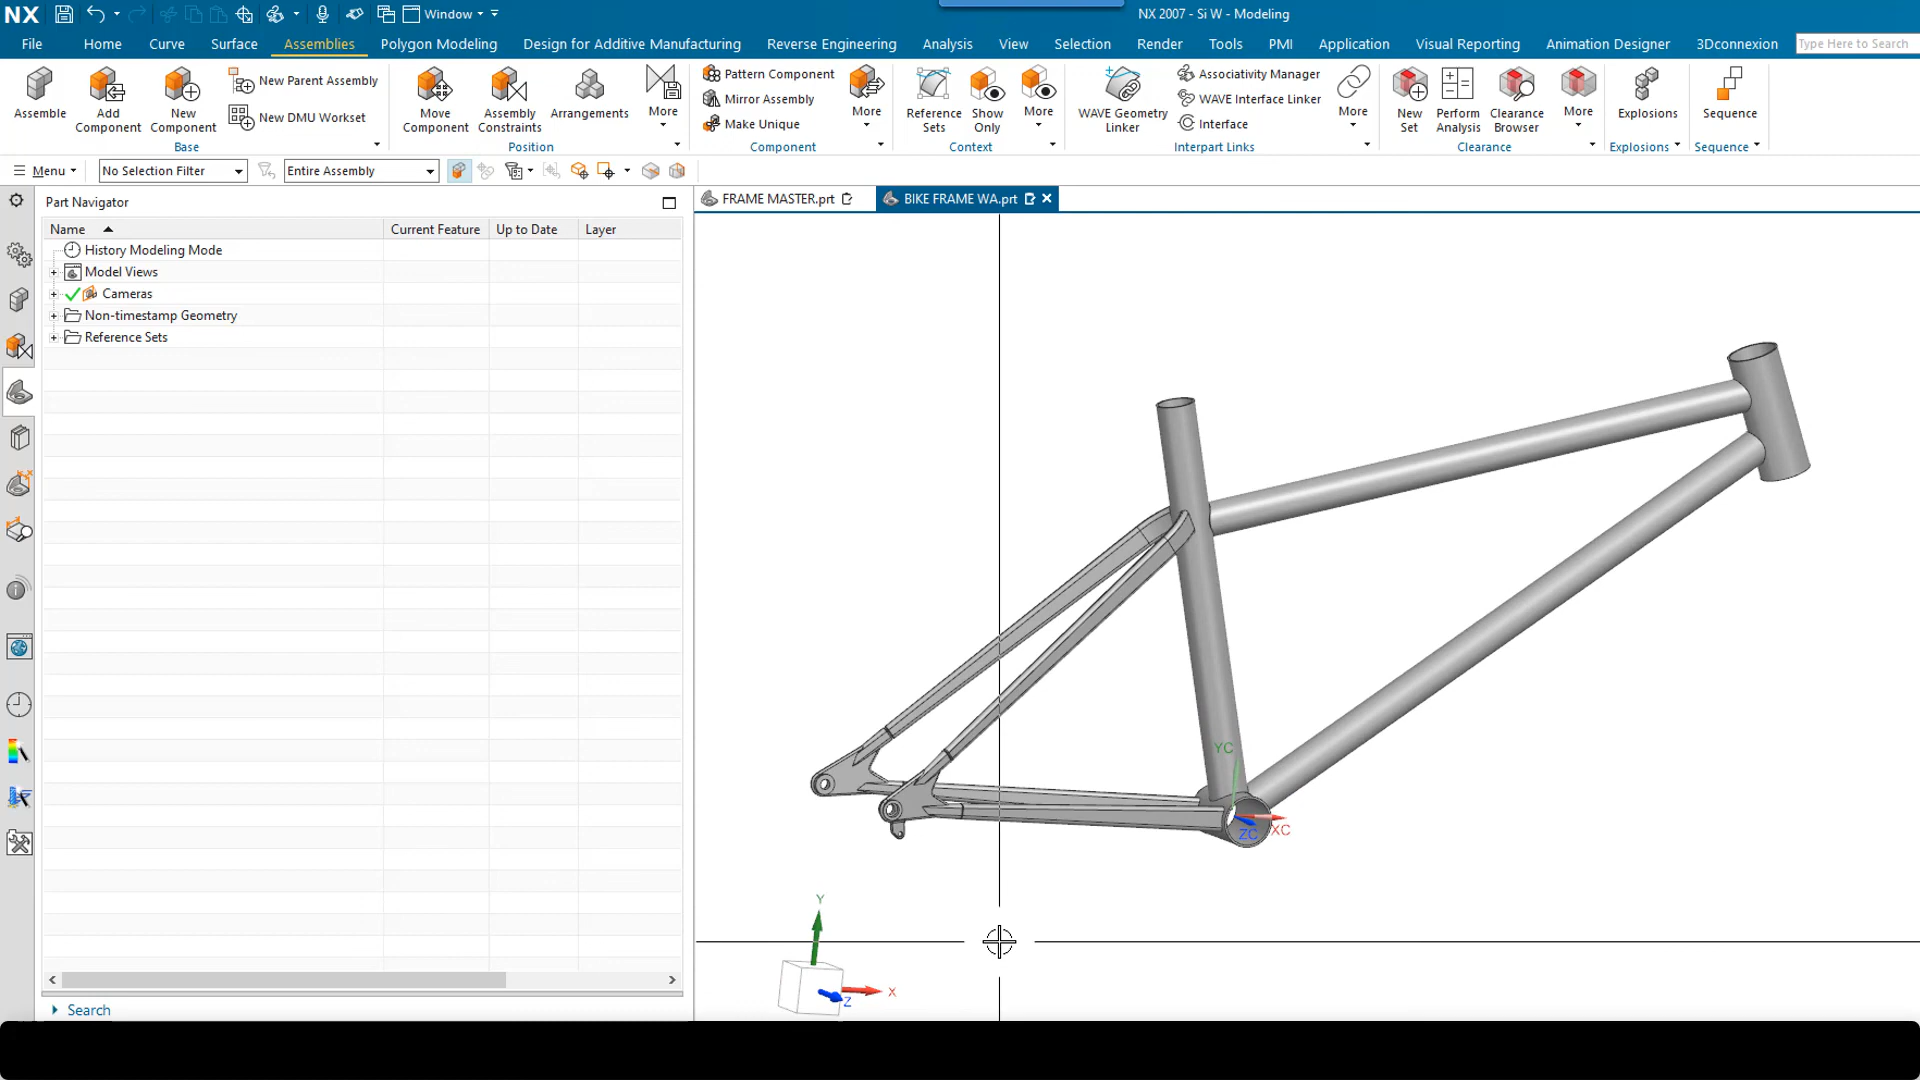 NX
Window
NX 2007 - Si W - Modeling
File
Home
Curve
Surface
Assemblies
Polygon Modeling
Design for Additive Manufacturing
Reverse Engineering
Analysis
View
Selection
Render
Tools
PMI
Application
Visual Reporting
Animation Designer
3Dconnexion
Type Here to Search
Assemble
Add
Component
New
Component
New Parent Assembly
New DMU Workset
Base
Move
Component
Assembly
Constraints
Arrangements
More
Position
Pattern Component
Mirror Assembly
Make Unique
More
Component
Reference
Sets
Show
Only
More
Context
WAVE Geometry
Linker
Associativity Manager
WAVE Interface Linker
Interface
More
Interpart Links
New
Set
Perform
Analysis
Clearance
Browser
More
Clearance
Explosions
Explosions
Sequence
Sequence
Menu
No Selection Filter
Entire Assembly
Part Navigator
FRAME MASTER.prt
BIKE FRAME WA.prt
Name
Current Feature
Up to Date
Layer
History Modeling Mode
Model Views
Cameras
Non-timestamp Geometry
Reference Sets
YC
ZC
XC
Y
X
Z
Search